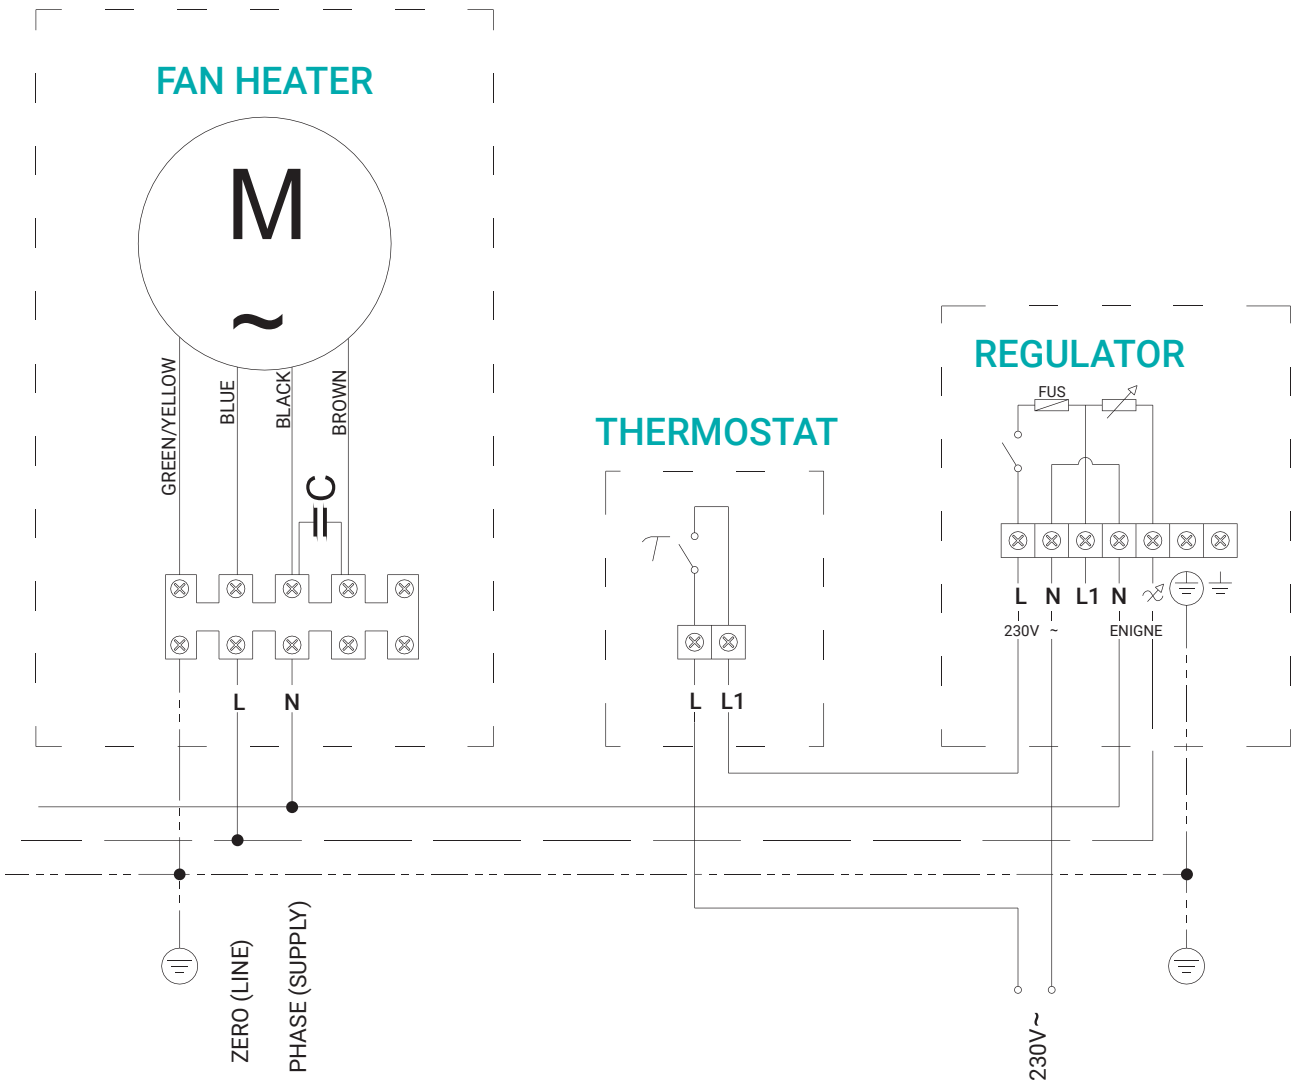 FAN HEATER
M
~
GREEN/YELLOW
BLUE
BLACK
BROWN
C
L
N
ZERO (LINE)
PHASE (SUPPLY)
THERMOSTAT
T
L L1
REGULATOR
FUS
L N L1 N
230V ~ ENIGNE
230V~